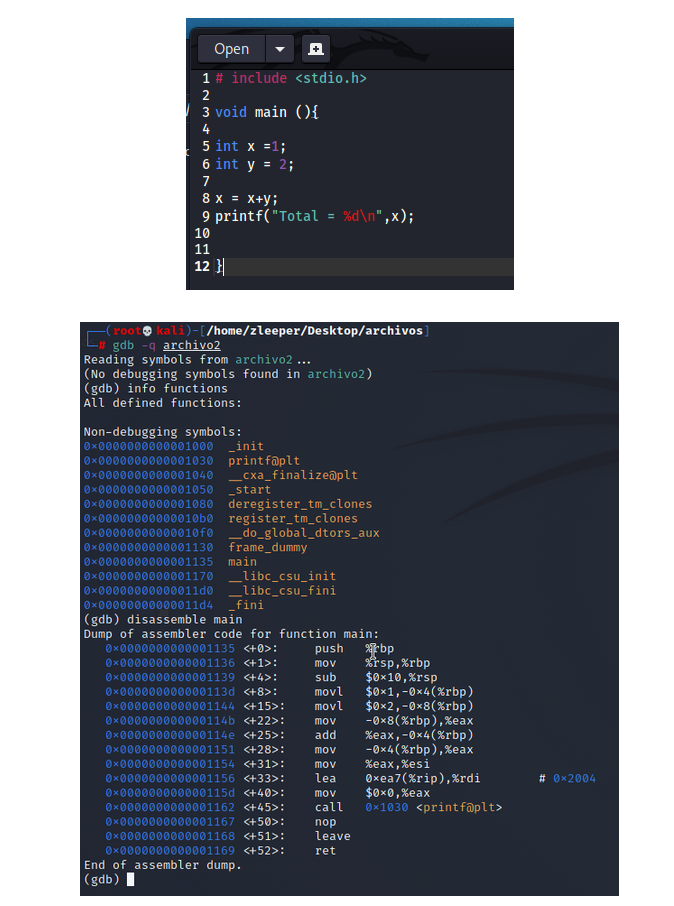 Open
1 # include <stdio.h>
2
3 void main (){
4
5 int x =1;
6 int y = 2;
7
8 x = x+y;
9 printf("Total = %d\n",x);
10
11
12 }
(root💀kali)-[/home/zleeper/Desktop/archivos]
# gdb -q archivo2
Reading symbols from archivo2...
(No debugging symbols found in archivo2)
(gdb) info functions
All defined functions:

Non-debugging symbols:
0x0000000000001000  _init
0x0000000000001030  printf@plt
0x0000000000001040  __cxa_finalize@plt
0x0000000000001050  _start
0x0000000000001080  deregister_tm_clones
0x00000000000010b0  register_tm_clones
0x00000000000010f0  __do_global_dtors_aux
0x0000000000001130  frame_dummy
0x0000000000001135  main
0x0000000000001170  __libc_csu_init
0x00000000000011d0  __libc_csu_fini
0x00000000000011d4  _fini
(gdb) disassemble main
Dump of assembler code for function main:
0x0000000000001135 <+0>: push %rbp
0x0000000000001136 <+1>: mov %rsp,%rbp
0x0000000000001139 <+4>: sub $0x10,%rsp
0x000000000000113d <+8>: movl $0x1,-0x4(%rbp)
0x0000000000001144 <+15>: movl $0x2,-0x8(%rbp)
0x000000000000114b <+22>: mov -0x8(%rbp),%eax
0x000000000000114e <+25>: add %eax,-0x4(%rbp)
0x0000000000001151 <+28>: mov -0x4(%rbp),%eax
0x0000000000001154 <+31>: mov %eax,%esi
0x0000000000001156 <+33>: lea 0xea7(%rip),%rdi # 0x2004
0x000000000000115d <+40>: mov $0x0,%eax
0x0000000000001162 <+45>: call 0x1030 <printf@plt>
0x0000000000001167 <+50>: nop
0x0000000000001168 <+51>: leave
0x0000000000001169 <+52>: ret
End of assembler dump.
(gdb)